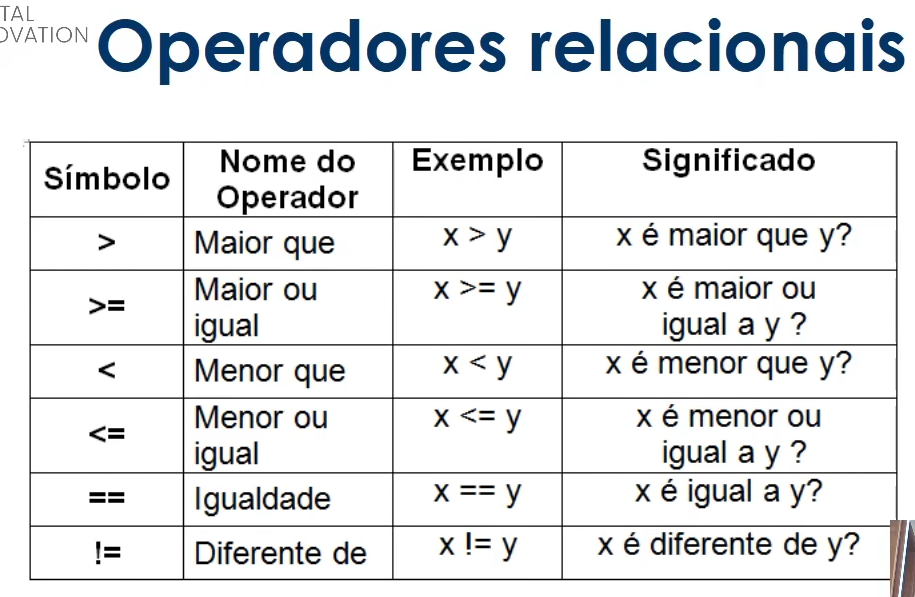 TAL
OVATION
Operadores relacionais
Símbolo Nome do Operador Exemplo Significado
> Maior que x > y x é maior que y?
>= Maior ou igual x >= y x é maior ou igual a y ?
< Menor que x < y x é menor que y?
<= Menor ou igual x <= y x é menor ou igual a y ?
== Igualdade x == y x é igual a y?
!= Diferente de x != y x é diferente de y?